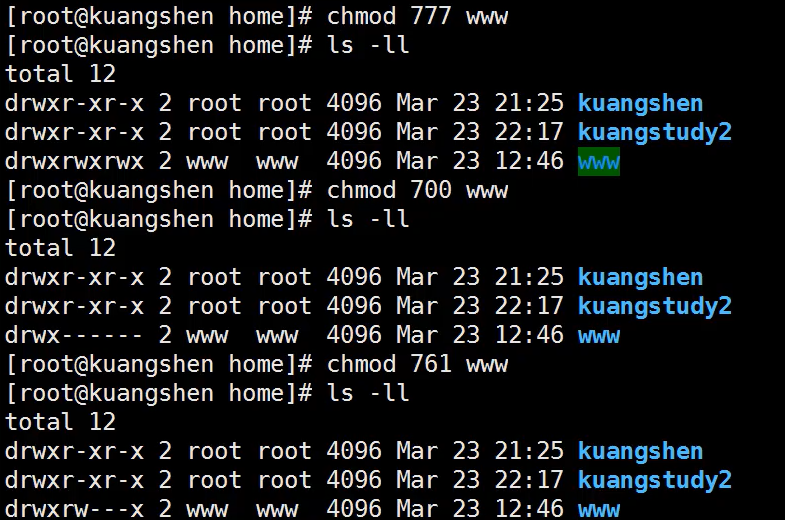 [root@kuangshen home]# chmod 777 www
[root@kuangshen home]# ls -ll
total 12
drwxr-xr-x 2 root root 4096 Mar 23 21:25 kuangshen
drwxr-xr-x 2 root root 4096 Mar 23 22:17 kuangstudy2
drwxrwxrwx 2 www  www  4096 Mar 23 12:46 www
[root@kuangshen home]# chmod 700 www
[root@kuangshen home]# ls -ll
total 12
drwxr-xr-x 2 root root 4096 Mar 23 21:25 kuangshen
drwxr-xr-x 2 root root 4096 Mar 23 22:17 kuangstudy2
drwx------ 2 www  www  4096 Mar 23 12:46 www
[root@kuangshen home]# chmod 761 www
[root@kuangshen home]# ls -ll
total 12
drwxr-xr-x 2 root root 4096 Mar 23 21:25 kuangshen
drwxr-xr-x 2 root root 4096 Mar 23 22:17 kuangstudy2
drwxrw---x 2 www  www  4096 Mar 23 12:46 www